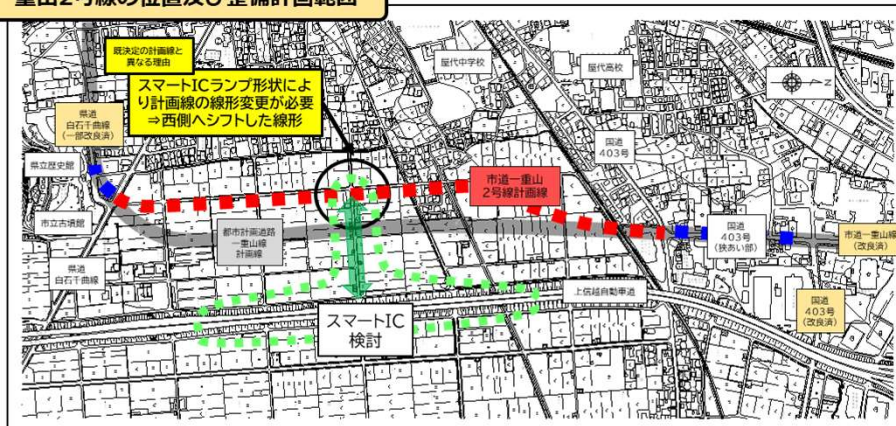 重山2号線の位置及び整備計画範囲
既決定の計画線と
異なる理由
スマートICランプ形状によ
り計画線の線形変更が必要
⇒西側へシフトした線形
屋代中学校
屋代高校
国道
403号
県道
白石千曲線
(一部改良済)
県立歴史館
市道一重山
2号線計画線
市立古墳館
都市計画道路
一重山線
計画線
国道
403号
(狭あい部)
市道一重山線
(改良済)
県道
白石千曲線
上信越自動車道
国道
403号
(改良済)
スマートIC
検討